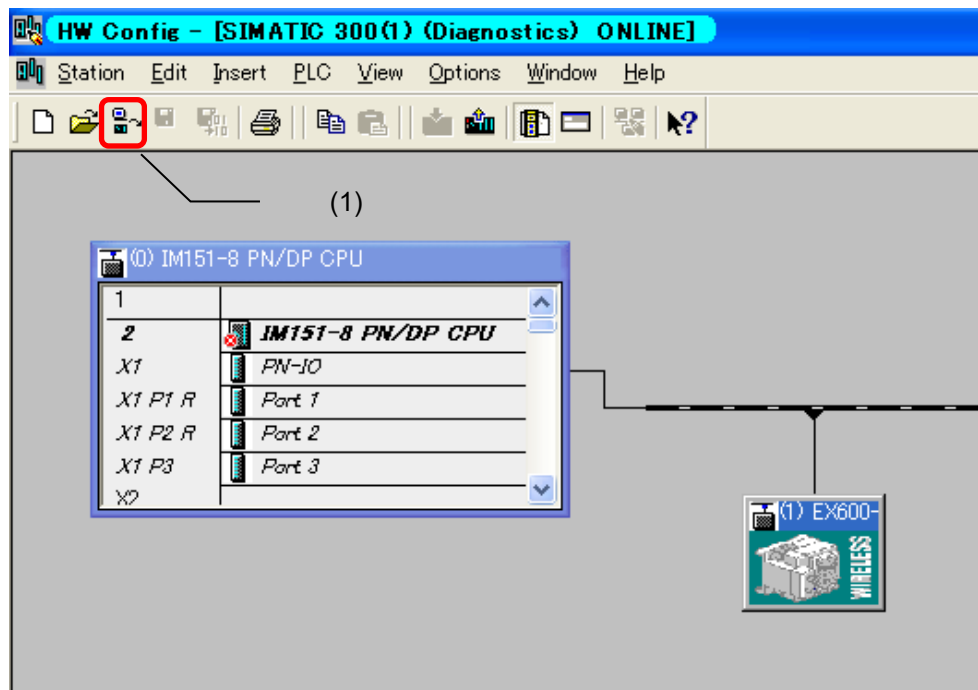 HW Config - [SIMATIC 300(1) (Diagnostics) ONLINE]
Station Edit Insert PLC View Options Window Help
(1)
(0) IM151-8 PN/DP CPU
1
2 IM151-8 PN/DP CPU
X1 PN-IO
X1 P1 R Port 1
X1 P2 R Port 2
X1 P3 Port 3
X2
(1) EX600-
WIRELESS